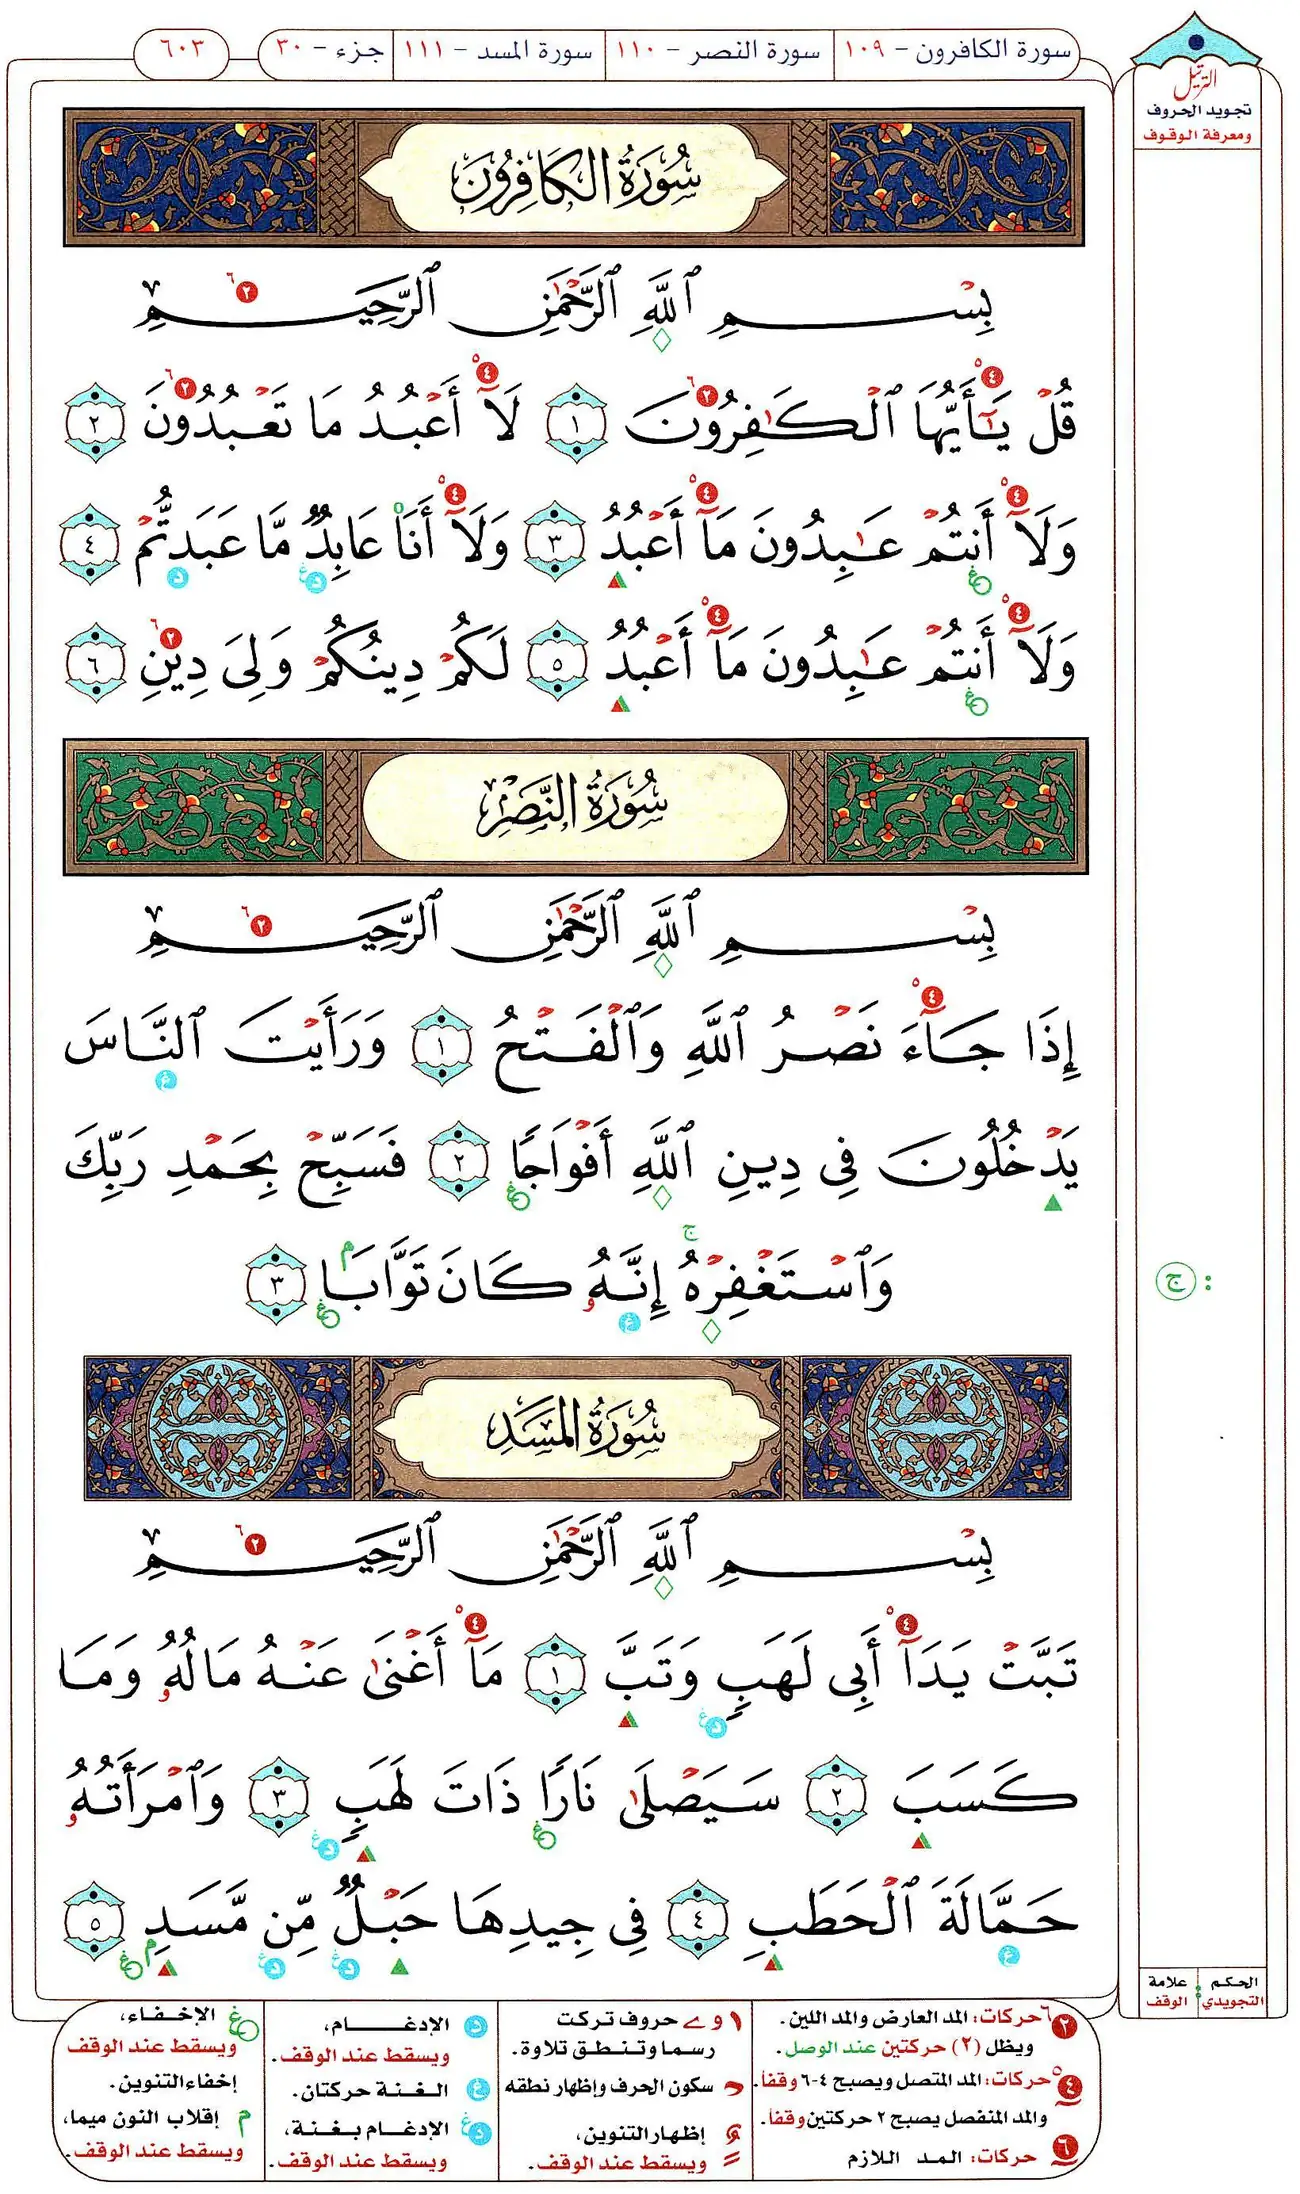 سورة الكافرون - ١٠٩ سورة النصر - ١١٠ سورة المسد - ١١١ جزء - ٣٠ ٦٠٣
الترتيل
تجويد الحروف
ومعرفة الوقوف
سُورَةُ الكَافِرُونَ
بِسْمِ ٱللَّهِ ٱلرَّحْمَٰنِ ٱلرَّحِيمِ
قُلْ يَٰٓأَيُّهَا ٱلْكَٰفِرُونَ ١ لَآ أَعْبُدُ مَا تَعْبُدُونَ ٢
وَلَآ أَنتُمْ عَٰبِدُونَ مَآ أَعْبُدُ ٣ وَلَآ أَنَا۠ عَابِدٌ مَّا عَبَدتُّمْ ٤
وَلَآ أَنتُمْ عَٰبِدُونَ مَآ أَعْبُدُ ٥ لَكُمْ دِينُكُمْ وَلِىَ دِينِ ٦
سُورَةُ النَّصْرِ
بِسْمِ ٱللَّهِ ٱلرَّحْمَٰنِ ٱلرَّحِيمِ
إِذَا جَآءَ نَصْرُ ٱللَّهِ وَٱلْفَتْحُ ١ وَرَأَيْتَ ٱلنَّاسَ
يَدْخُلُونَ فِى دِينِ ٱللَّهِ أَفْوَاجًا ٢ فَسَبِّحْ بِحَمْدِ رَبِّكَ
وَٱسْتَغْفِرْهُ ۚ إِنَّهُۥ كَانَ تَوَّابَۢا ٣
ج :
سُورَةُ المَسَدِ
بِسْمِ ٱللَّهِ ٱلرَّحْمَٰنِ ٱلرَّحِيمِ
تَبَّتْ يَدَآ أَبِى لَهَبٍ وَتَبَّ ١ مَآ أَغْنَىٰ عَنْهُ مَالُهُۥ وَمَا
كَسَبَ ٢ سَيَصْلَىٰ نَارًا ذَاتَ لَهَبٍ ٣ وَٱمْرَأَتُهُۥ
حَمَّالَةَ ٱلْحَطَبِ ٤ فِى جِيدِهَا حَبْلٌ مِّن مَّسَدٍۭ ٥
الحكم التجويدي : علامة الوقف
٢ ٦ حركات: المد العارض والمد اللين.
ويظل (٢) حركتين عند الوصل.
٤ ٥ حركات: المد المتصل ويصبح ٤-٦ وقفاً.
والمد المنفصل يصبح ٢ حركتين وقفاً.
٦ حركات: المد اللازم
ا و ے حروف تركت
رسما وتنطق تلاوة.
سكون الحرف وإظهار نطقه
إظهار التنوين،
ويسقط عند الوقف.
د الإدغام،
ويسقط عند الوقف.
غ الغنة حركتان.
د غ الإدغام بغنة،
ويسقط عند الوقف.
الإخفاء،
ويسقط عند الوقف
إخفاء التنوين.
م إقلاب النون ميما،
ويسقط عند الوقف.